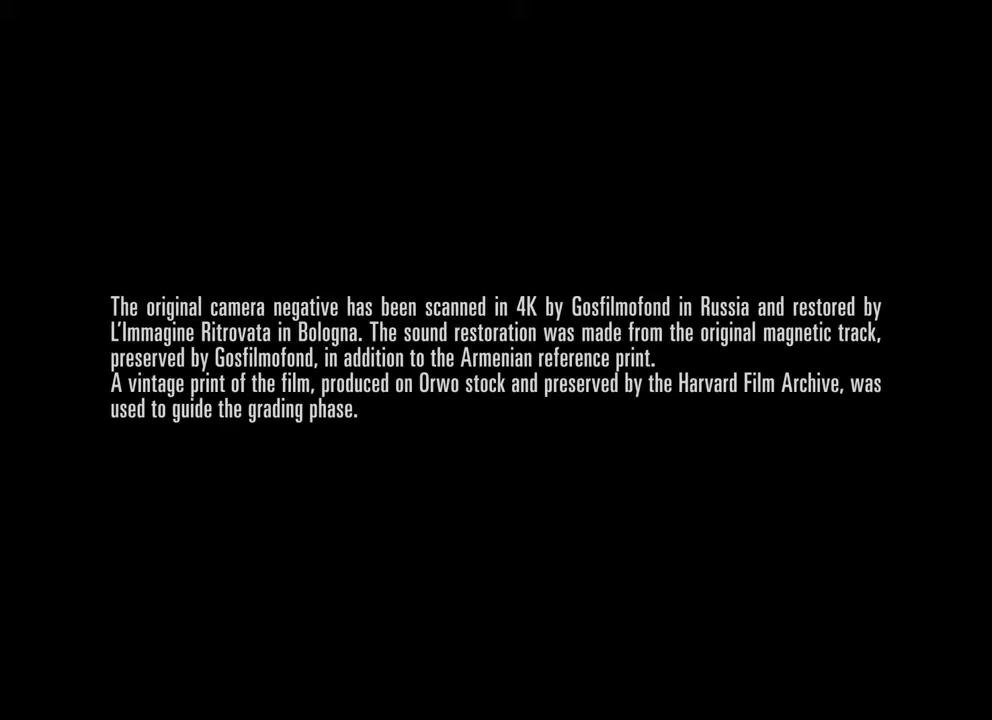 The original camera negative has been scanned in 4K by Gosfilmofond in Russia and restored by
L'Immagine Ritrovata in Bologna. The sound restoration was made from the original magnetic track,
preserved by Gosfilmofond, in addition to the Armenian reference print.
A vintage print of the film, produced on Orwo stock and preserved by the Harvard Film Archive, was
used to guide the grading phase.